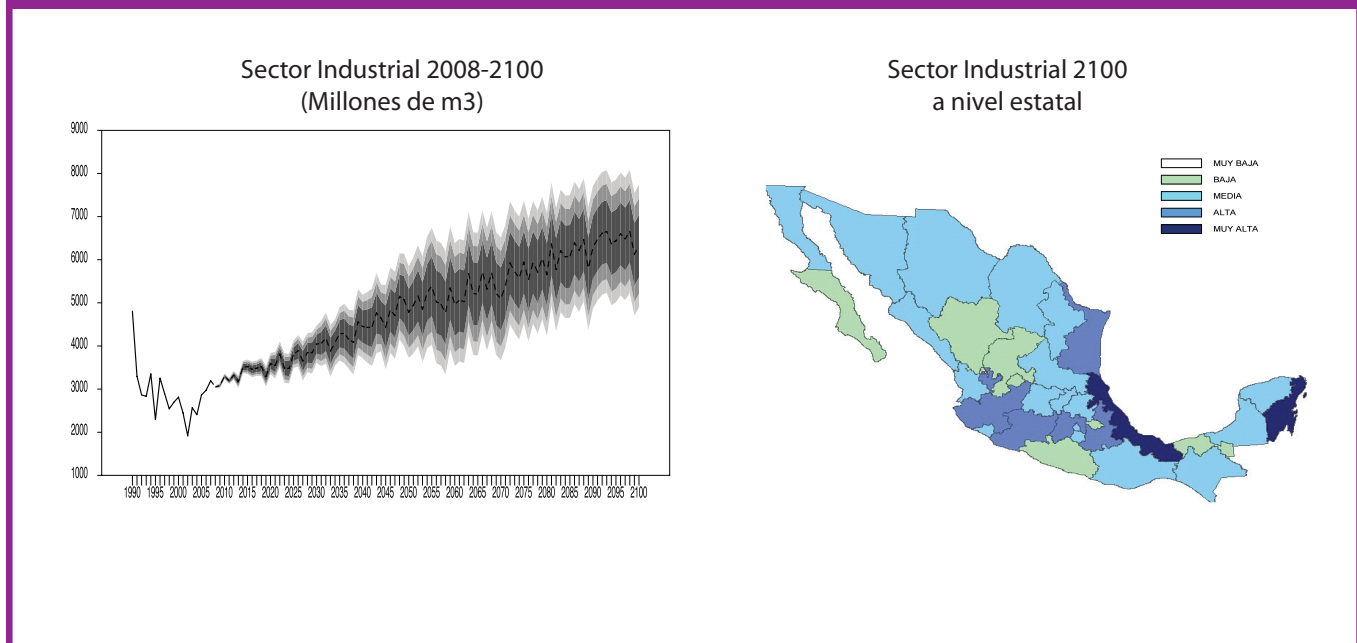 Sector Industrial 2008-2100
(Millones de m3)
9000
8000
7000
6000
5000
4000
3000
2000
1000
1990 1995 2000 2005 2010 2015 2020 2025 2030 2035 2040 2045 2050 2055 2060 2065 2070 2075 2080 2085 2090 2095 2100
Sector Industrial 2100
a nivel estatal
MUY BAJA
BAJA
MEDIA
ALTA
MUY ALTA